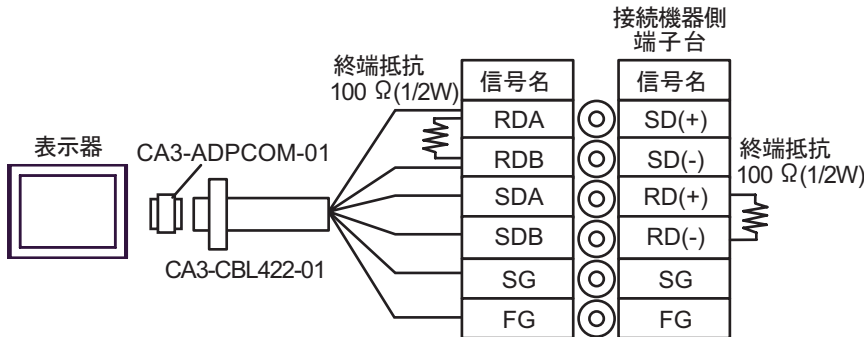 接続機器側
端子台
終端抵抗
100 Ω(1/2W)
信号名
信号名
RDA
SD(+)
RDB
SD(-)
SDA
RD(+)
SDB
RD(-)
SG
SG
FG
FG
表示器
CA3-ADPCOM-01
CA3-CBL422-01
終端抵抗
100 Ω(1/2W)